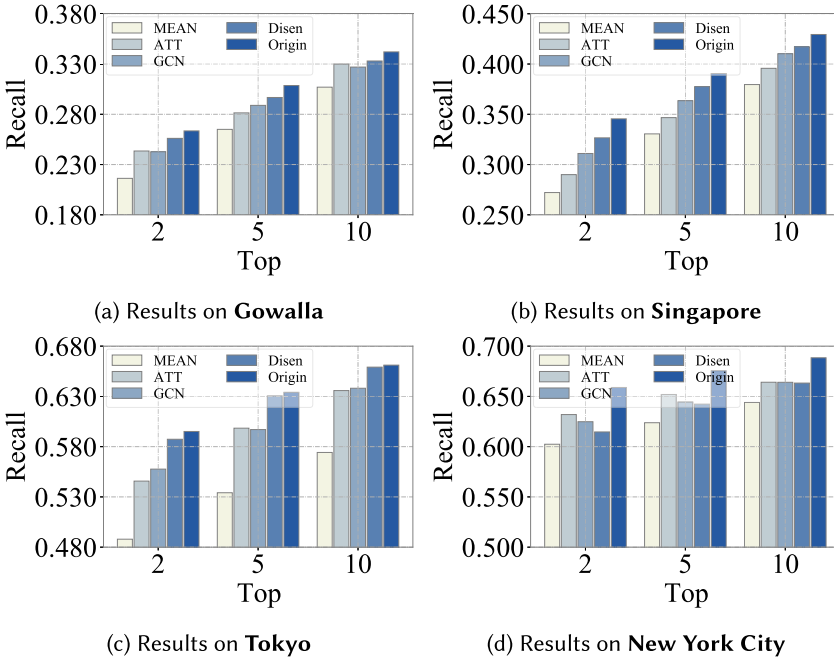 0.380
0.330
0.280
0.230
0.180
Recall
MEAN
ATT
GCN
Disen
Origin
2 5 10
Top
(a) Results on Gowalla
0.450
0.400
0.350
0.300
0.250
Recall
MEAN
ATT
GCN
Disen
Origin
2 5 10
Top
(b) Results on Singapore
0.680
0.630
0.580
0.530
0.480
Recall
MEAN
ATT
GCN
Disen
Origin
2 5 10
Top
(c) Results on Tokyo
0.700
0.650
0.600
0.550
0.500
Recall
MEAN
ATT
GCN
Disen
Origin
2 5 10
Top
(d) Results on New York City